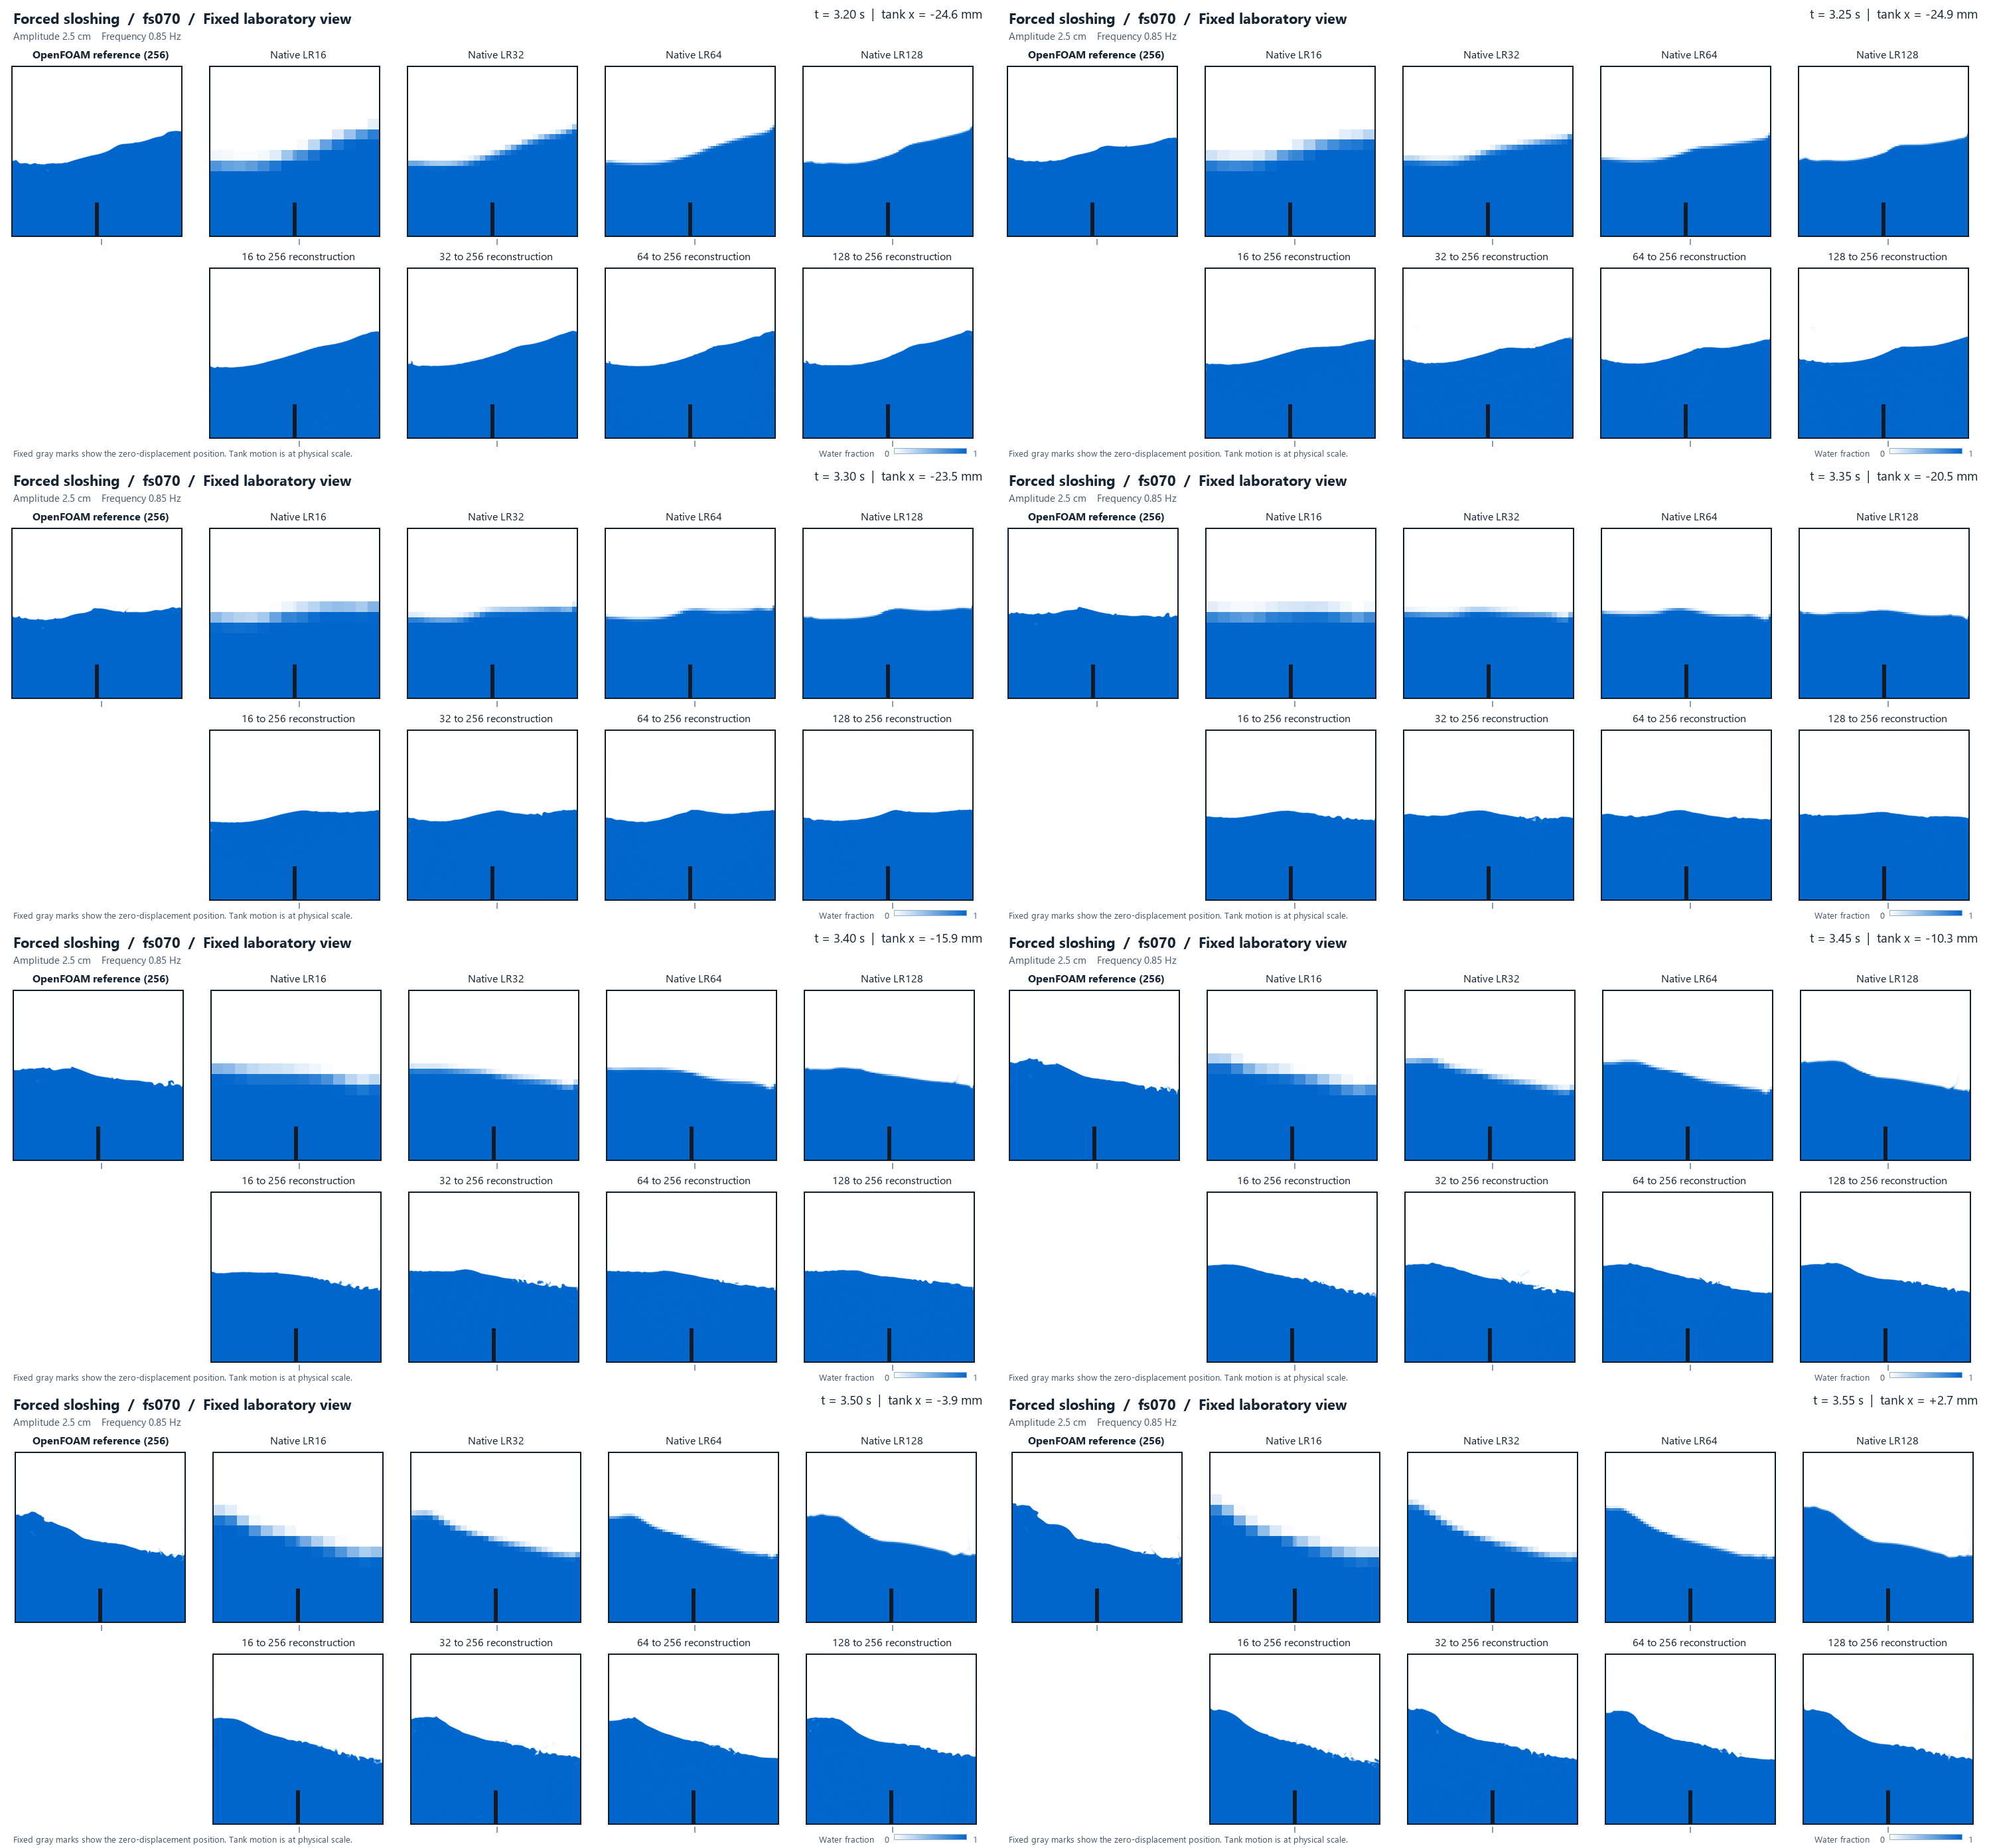 Forced sloshing / fs070 / Fixed laboratory view
t = 3.20 s | tank x = -24.6 mm
Amplitude 2.5 cm Frequency 0.85 Hz
OpenFOAM reference (256) Native LR16 Native LR32 Native LR64 Native LR128
16 to 256 reconstruction 32 to 256 reconstruction 64 to 256 reconstruction 128 to 256 reconstruction
Fixed gray marks show the zero-displacement position. Tank motion is at physical scale.
Water fraction 0 1
Forced sloshing / fs070 / Fixed laboratory view
t = 3.25 s | tank x = -24.9 mm
Amplitude 2.5 cm Frequency 0.85 Hz
OpenFOAM reference (256) Native LR16 Native LR32 Native LR64 Native LR128
16 to 256 reconstruction 32 to 256 reconstruction 64 to 256 reconstruction 128 to 256 reconstruction
Fixed gray marks show the zero-displacement position. Tank motion is at physical scale.
Water fraction 0 1
Forced sloshing / fs070 / Fixed laboratory view
t = 3.30 s | tank x = -23.5 mm
Amplitude 2.5 cm Frequency 0.85 Hz
OpenFOAM reference (256) Native LR16 Native LR32 Native LR64 Native LR128
16 to 256 reconstruction 32 to 256 reconstruction 64 to 256 reconstruction 128 to 256 reconstruction
Fixed gray marks show the zero-displacement position. Tank motion is at physical scale.
Water fraction 0 1
Forced sloshing / fs070 / Fixed laboratory view
t = 3.35 s | tank x = -20.5 mm
Amplitude 2.5 cm Frequency 0.85 Hz
OpenFOAM reference (256) Native LR16 Native LR32 Native LR64 Native LR128
16 to 256 reconstruction 32 to 256 reconstruction 64 to 256 reconstruction 128 to 256 reconstruction
Fixed gray marks show the zero-displacement position. Tank motion is at physical scale.
Water fraction 0 1
Forced sloshing / fs070 / Fixed laboratory view
t = 3.40 s | tank x = -15.9 mm
Amplitude 2.5 cm Frequency 0.85 Hz
OpenFOAM reference (256) Native LR16 Native LR32 Native LR64 Native LR128
16 to 256 reconstruction 32 to 256 reconstruction 64 to 256 reconstruction 128 to 256 reconstruction
Fixed gray marks show the zero-displacement position. Tank motion is at physical scale.
Water fraction 0 1
Forced sloshing / fs070 / Fixed laboratory view
t = 3.45 s | tank x = -10.3 mm
Amplitude 2.5 cm Frequency 0.85 Hz
OpenFOAM reference (256) Native LR16 Native LR32 Native LR64 Native LR128
16 to 256 reconstruction 32 to 256 reconstruction 64 to 256 reconstruction 128 to 256 reconstruction
Fixed gray marks show the zero-displacement position. Tank motion is at physical scale.
Water fraction 0 1
Forced sloshing / fs070 / Fixed laboratory view
t = 3.50 s | tank x = -3.9 mm
Amplitude 2.5 cm Frequency 0.85 Hz
OpenFOAM reference (256) Native LR16 Native LR32 Native LR64 Native LR128
16 to 256 reconstruction 32 to 256 reconstruction 64 to 256 reconstruction 128 to 256 reconstruction
Fixed gray marks show the zero-displacement position. Tank motion is at physical scale.
Water fraction 0 1
Forced sloshing / fs070 / Fixed laboratory view
t = 3.55 s | tank x = +2.7 mm
Amplitude 2.5 cm Frequency 0.85 Hz
OpenFOAM reference (256) Native LR16 Native LR32 Native LR64 Native LR128
16 to 256 reconstruction 32 to 256 reconstruction 64 to 256 reconstruction 128 to 256 reconstruction
Fixed gray marks show the zero-displacement position. Tank motion is at physical scale.
Water fraction 0 1